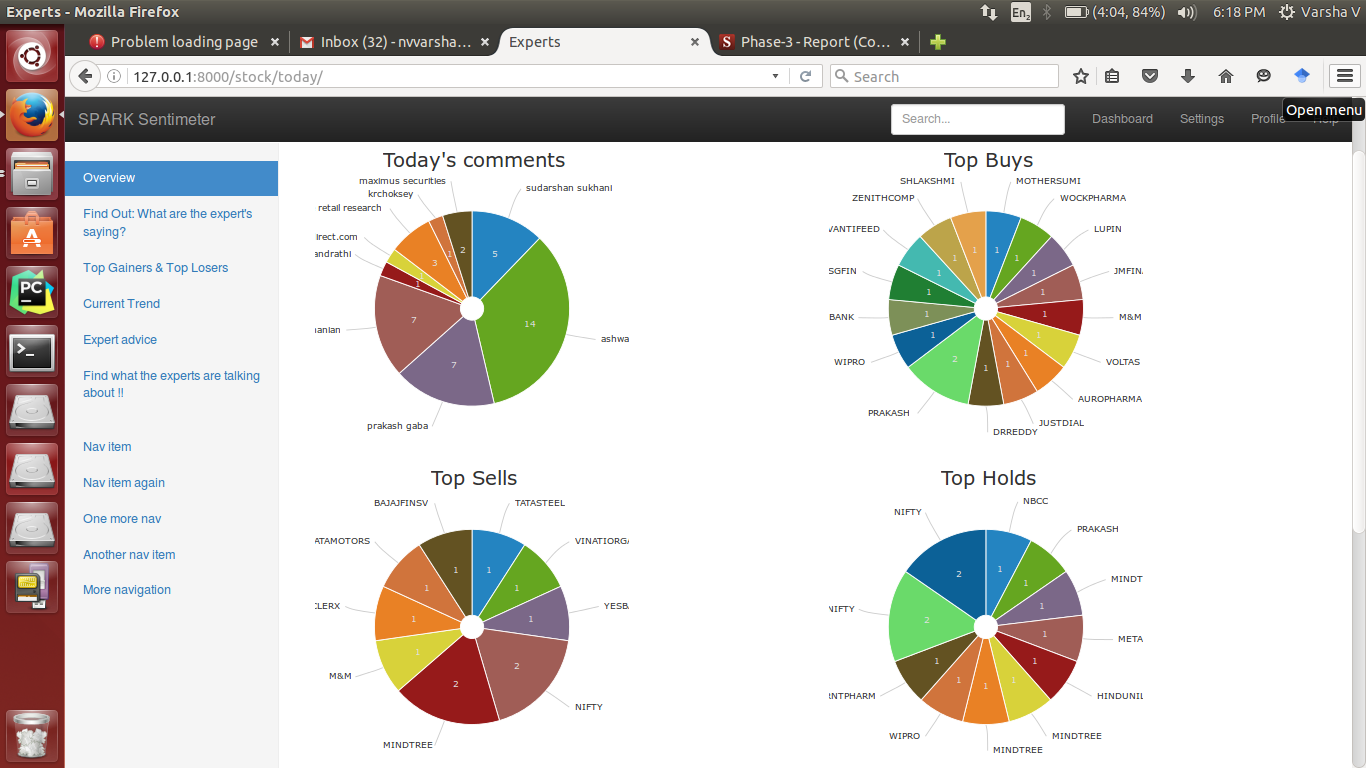 Experts - Mozilla Firefox
En2 (4:04, 84%) 6:18 PM Varsha V
Problem loading page Inbox (32) - nvvarsha... Experts Phase-3 - Report (Co...
127.0.0.1:8000/stock/today/ Search
Open menu
SPARK Sentimeter Search... Dashboard Settings Profile Help
Overview
Find Out: What are the expert's
saying?
Top Gainers & Top Losers
Current Trend
Expert advice
Find what the experts are talking
about !!
Nav item
Nav item again
One more nav
Another nav item
More navigation
Today's comments
maximus securities
krchoksey
retail research
irect.com
andrathi
nanian
prakash gaba
ashwa
sudarshan sukhani
2
5
1
3
1
1
7
14
7
Top Buys
SHLAKSHMI
MOTHERSUMI
ZENITHCOMP
WOCKPHARMA
VANTIFEED
LUPIN
SGFIN
JMFIN
BANK
M&M
WIPRO
VOLTAS
PRAKASH
AUROPHARMA
JUSTDIAL
DRREDDY
1
1
1
1
1
1
1
1
1
1
1
1
1
1
2
1
Top Sells
BAJAJFINSV
TATASTEEL
ATAMOTORS
VINATIORGA
CLERX
YESBA
M&M
NIFTY
MINDTREE
1
1
1
1
1
1
1
2
2
Top Holds
NIFTY
NBCC
PRAKASH
MINDT
NIFTY
META
RNTPHARM
HINDUNIL
WIPRO
MINDTREE
MINDTREE
2
1
1
1
2
1
1
1
1
1
1